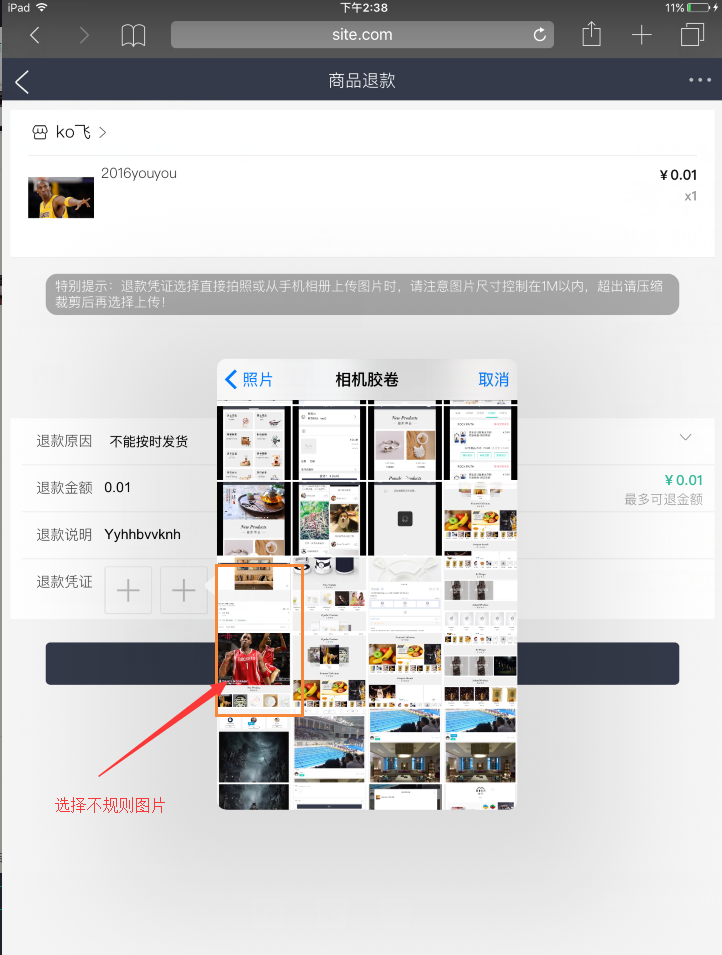 iPad 下午2:38 11%
site.com
商品退款
ko飞
2016youyou ¥0.01
x1
特别提示：退款凭证选择直接拍照或从手机相册上传图片时，请注意图片尺寸控制在1M以内，超出请压缩
裁剪后再选择上传！
照片 相机胶卷 取消
New Products
退款原因 不能按时发货
退款金额 0.01 ¥0.01
最多可退金额
New Products
退款说明 Yyhhbvvknh
退款凭证
选择不规则图片